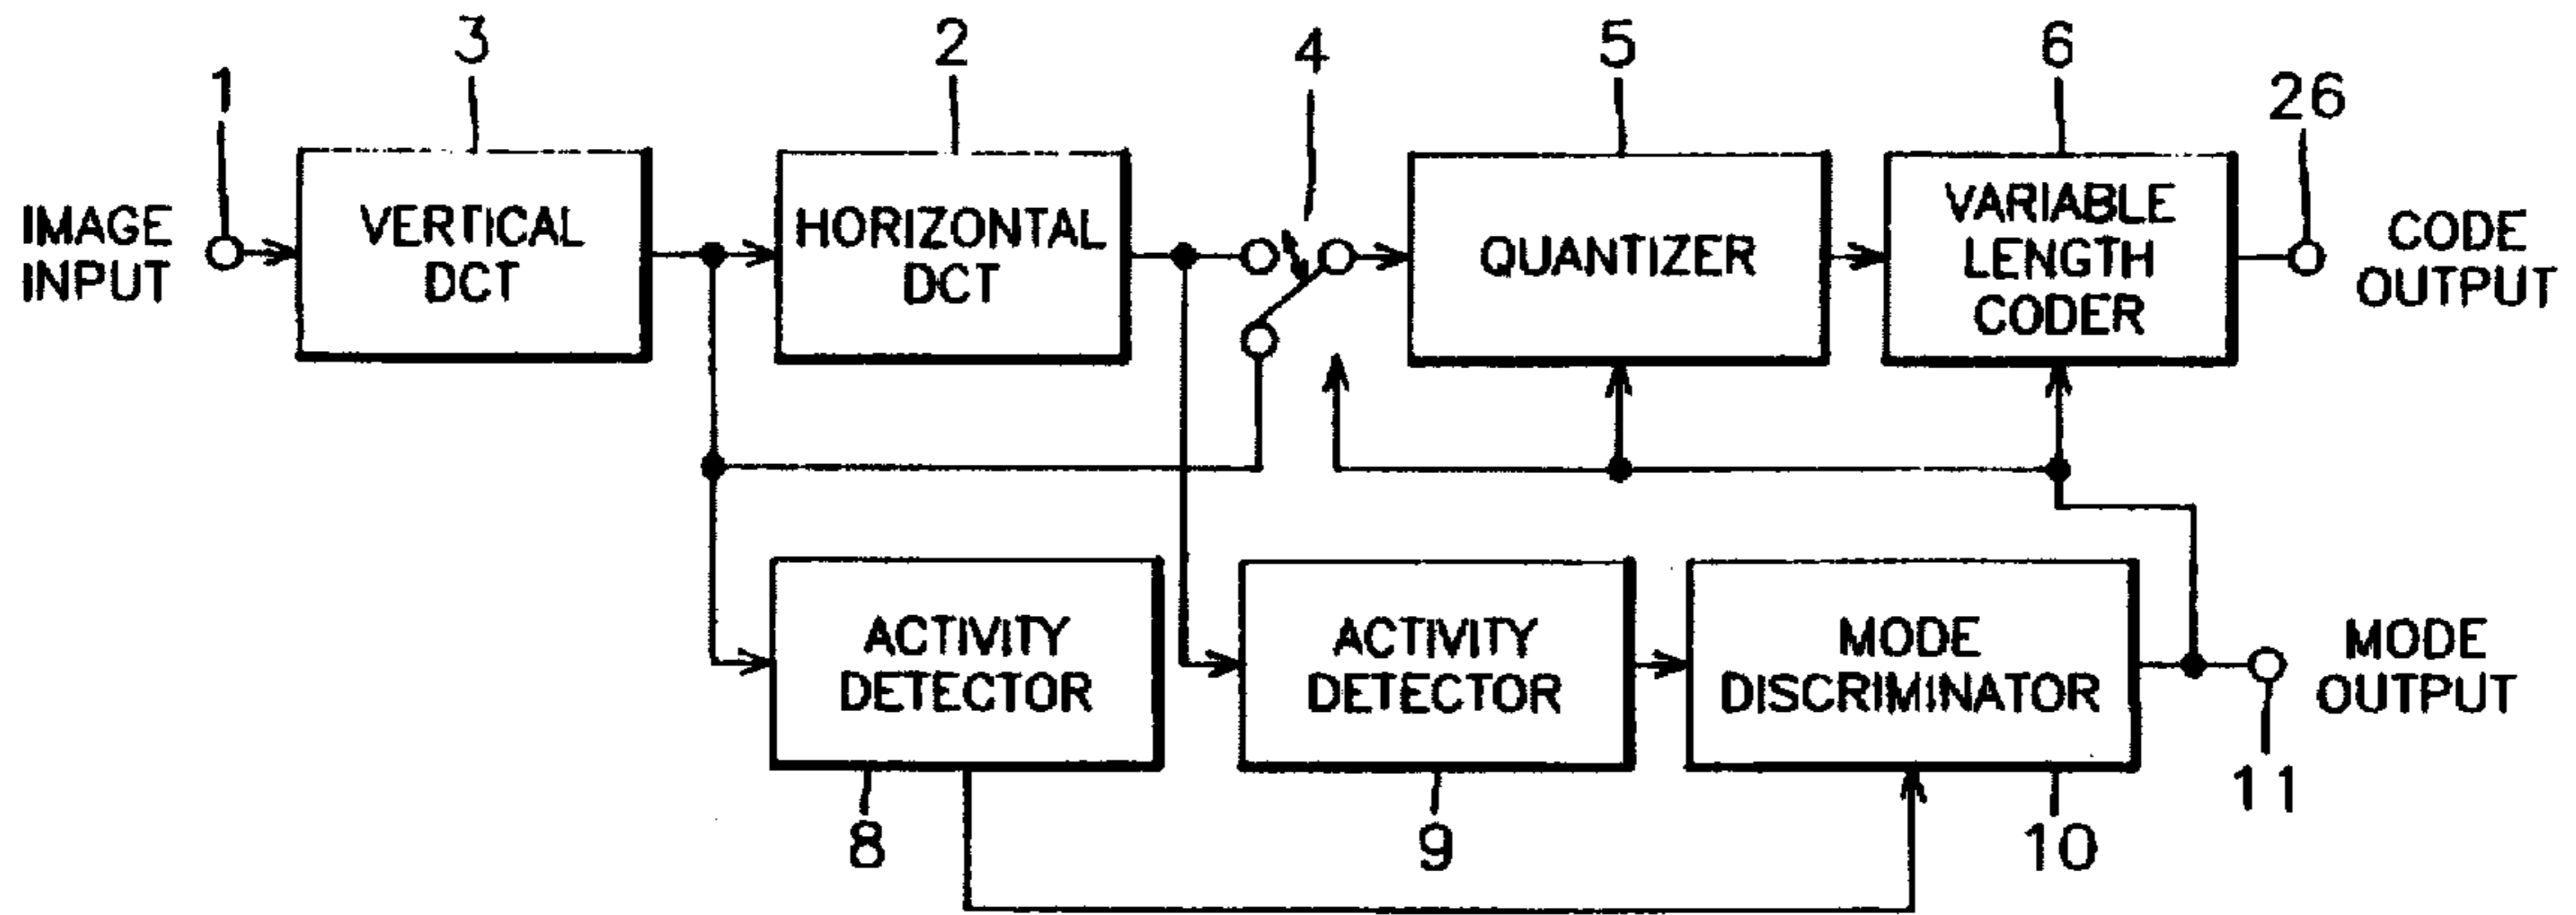 3
2
4
5
6
1
26
IMAGE
INPUT
VERTICAL
DCT
HORIZONTAL
DCT
QUANTIZER
VARIABLE
LENGTH
CODER
CODE
OUTPUT
ACTIVITY
DETECTOR
ACTIVITY
DETECTOR
MODE
DISCRIMINATOR
MODE
OUTPUT
8
9
10
11